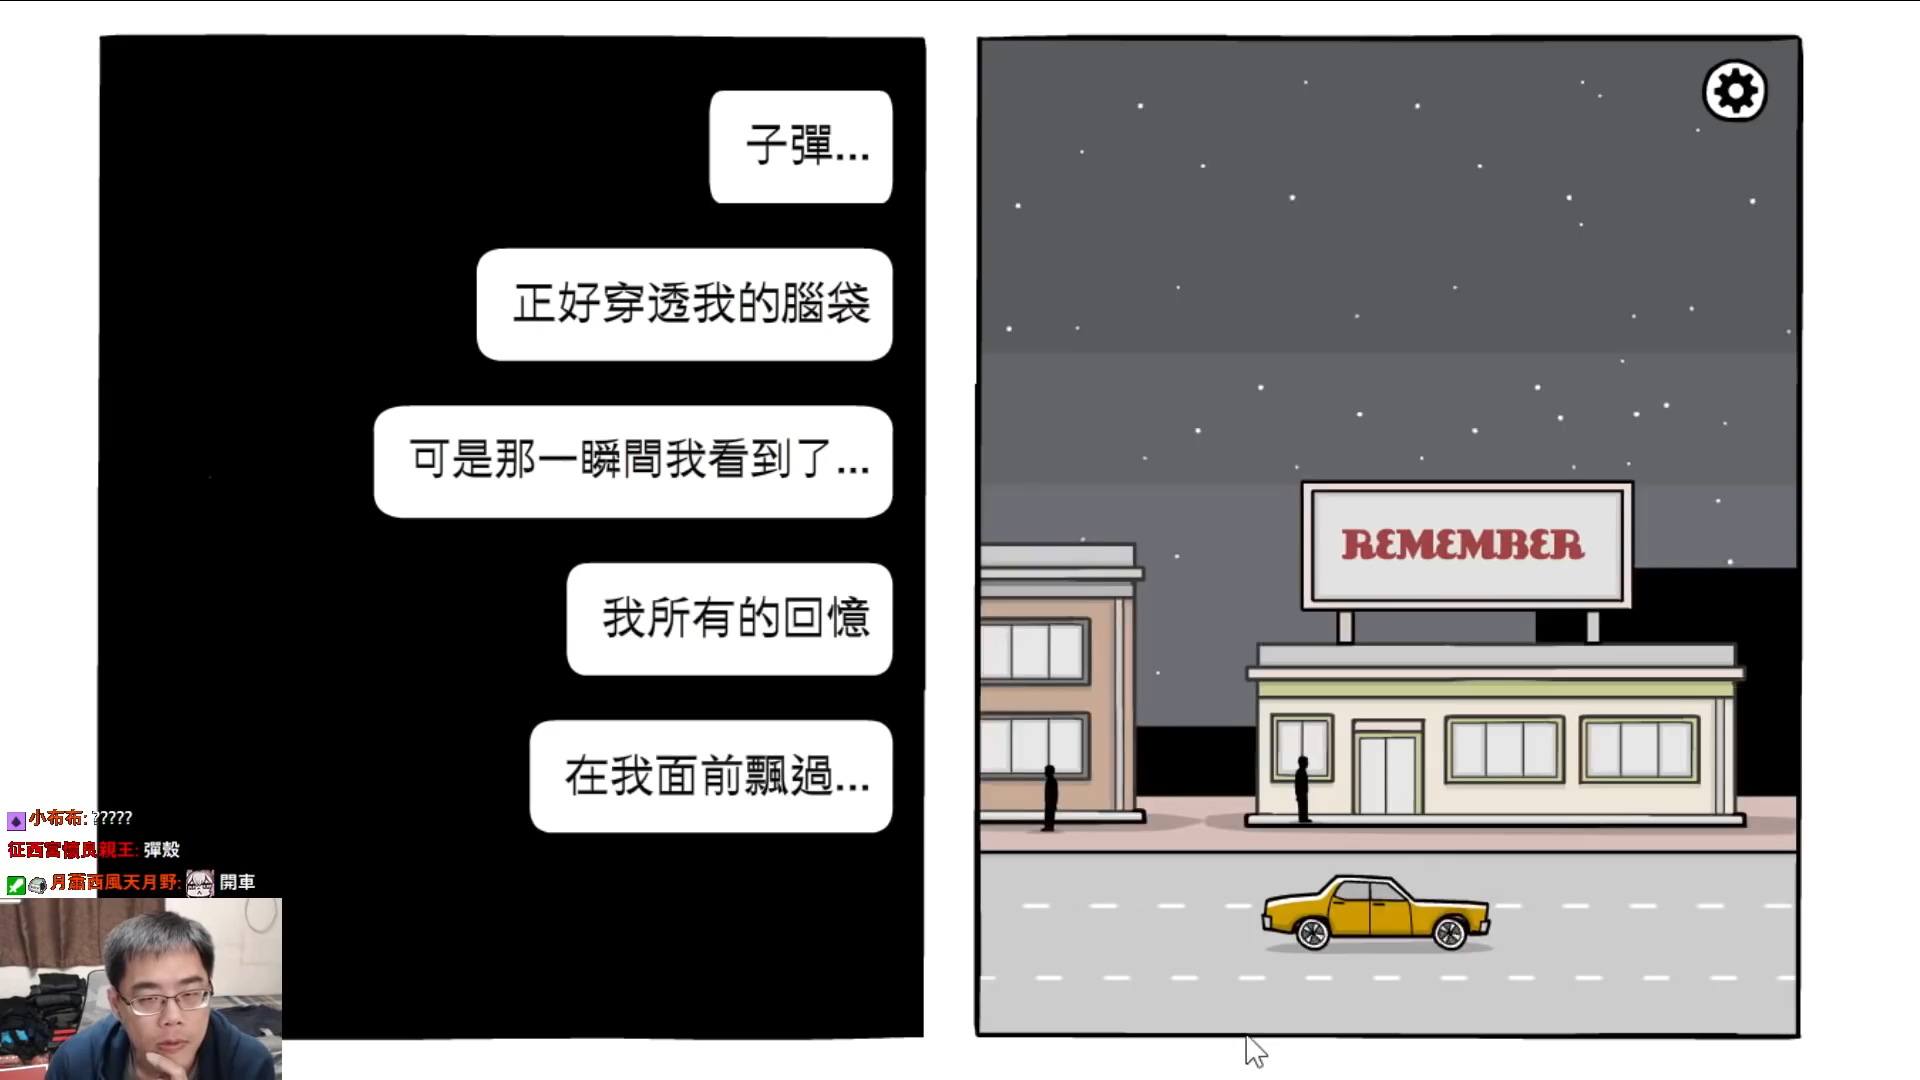 子彈...
正好穿透我的腦袋
可是那一瞬間我看到了...
我所有的回憶
在我面前飄過...
REMEMBER
小布布: ?????
征西宮懷良親王: 彈殼
月薪西風天月野: 開車